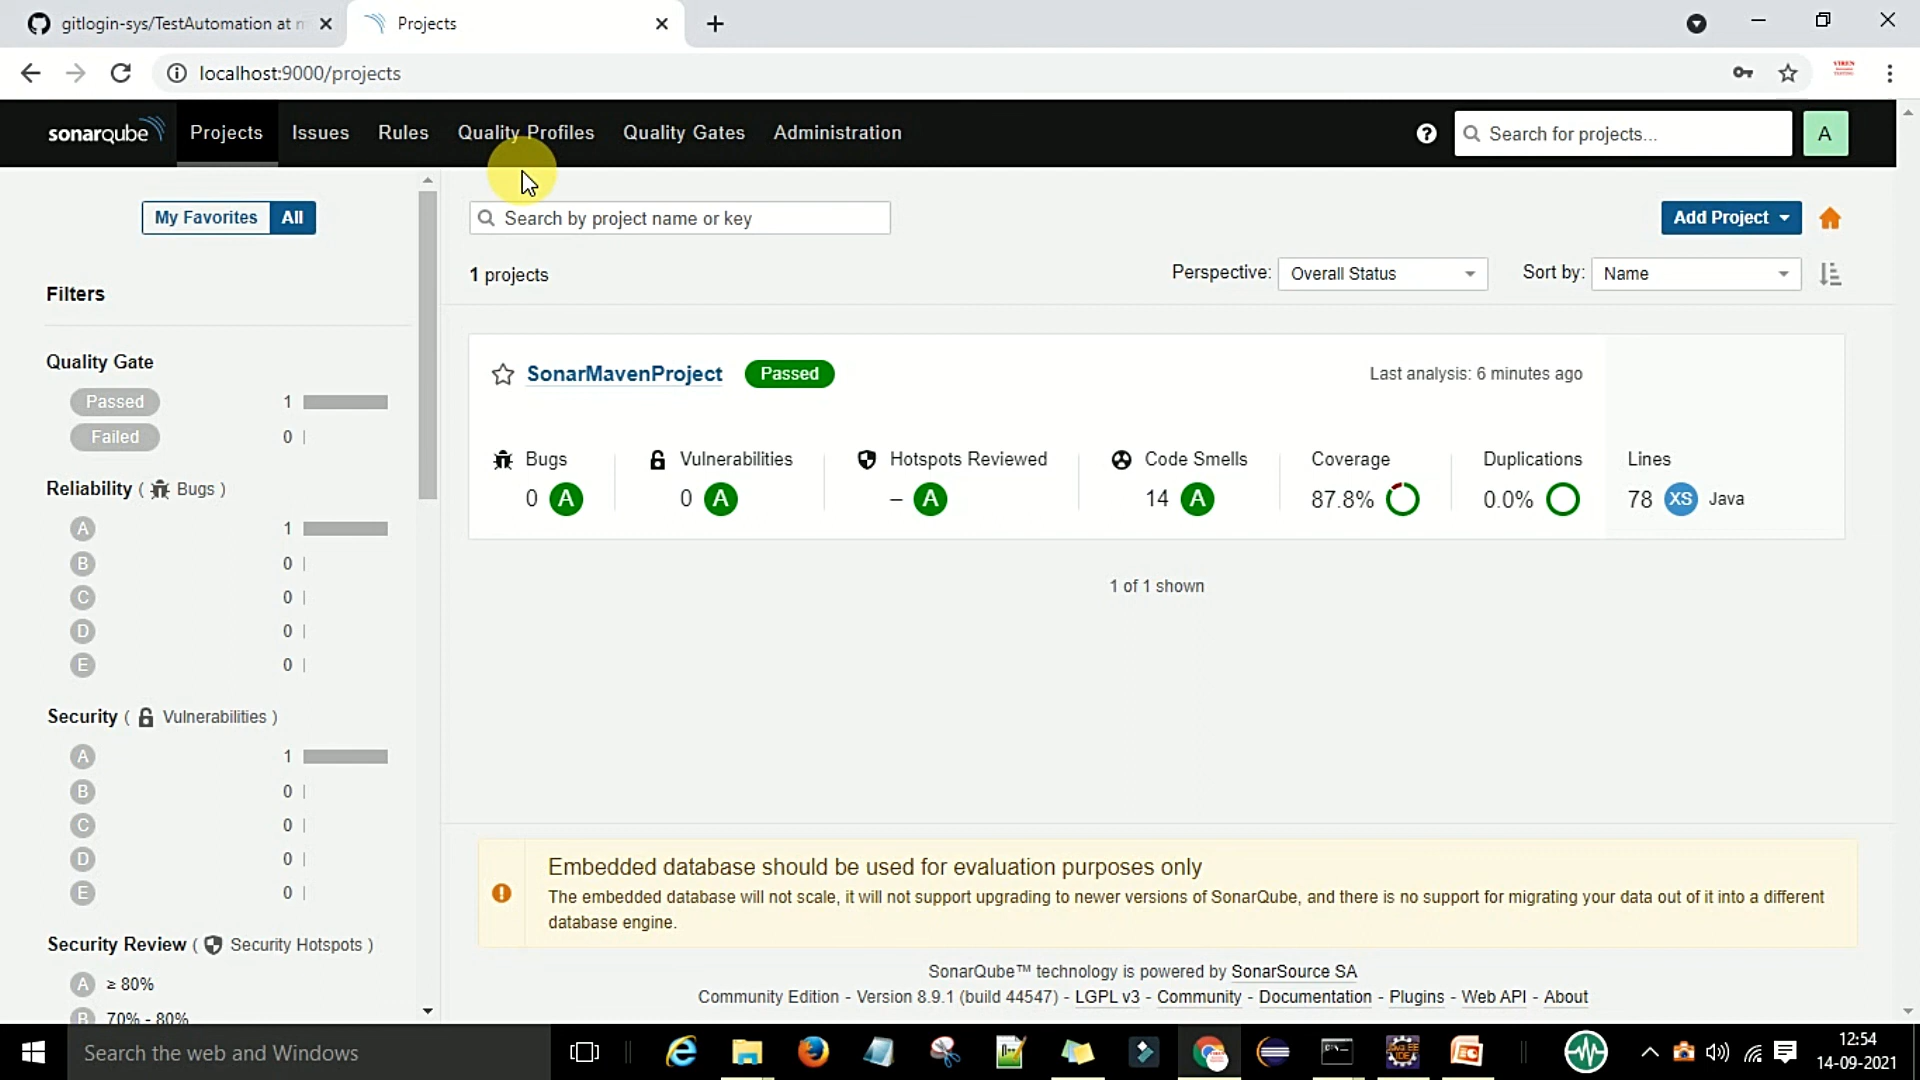 gitlogin-sys/TestAutomation at m
Projects
localhost:9000/projects
sonarqube
Projects
Issues
Rules
Quality Profiles
Quality Gates
Administration
Search for projects...
A
My Favorites
All
Search by project name or key
Add Project
1 projects
Perspective:
Overall Status
Sort by:
Name
Filters
Quality Gate
Passed 1
Failed 0
Reliability ( Bugs )
A 1
B 0
C 0
D 0
E 0
Security ( Vulnerabilities )
A 1
B 0
C 0
D 0
E 0
Security Review ( Security Hotspots )
A ≥ 80%
B 70% - 80%
SonarMavenProject
Passed
Last analysis: 6 minutes ago
Bugs
0 A
Vulnerabilities
0 A
Hotspots Reviewed
– A
Code Smells
14 A
Coverage
87.8%
Duplications
0.0%
Lines
78 XS Java
1 of 1 shown
Embedded database should be used for evaluation purposes only
The embedded database will not scale, it will not support upgrading to newer versions of SonarQube, and there is no support for migrating your data out of it into a different
database engine.
SonarQube™ technology is powered by SonarSource SA
Community Edition - Version 8.9.1 (build 44547) - LGPL v3 - Community - Documentation - Plugins - Web API - About
Search the web and Windows
12:54
14-09-2021